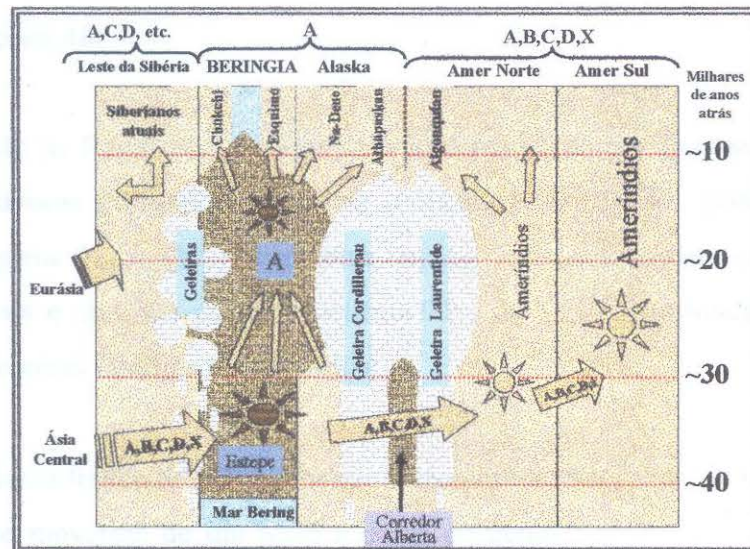 A,C,D, etc.
A
A,B,C,D,X
Leste da Sibéria
BERINGIA
Alaska
Amer Norte
Amer Sul
Milhares
de anos
atrás
Siberianos
atuais
Chukchi
Esquimó
Na-Dene
Athapaskan
Algonquian
~10
~20
~30
~40
Eurásia
Geleiras
A
Geleira Cordilleran
Geleira Laurentide
Ameríndios
Ameríndios
Ásia
Central
A,B,C,D,X
Estepe
A,B,C,D,X
A,B,C,D,X
Mar Bering
Corredor
Alberta